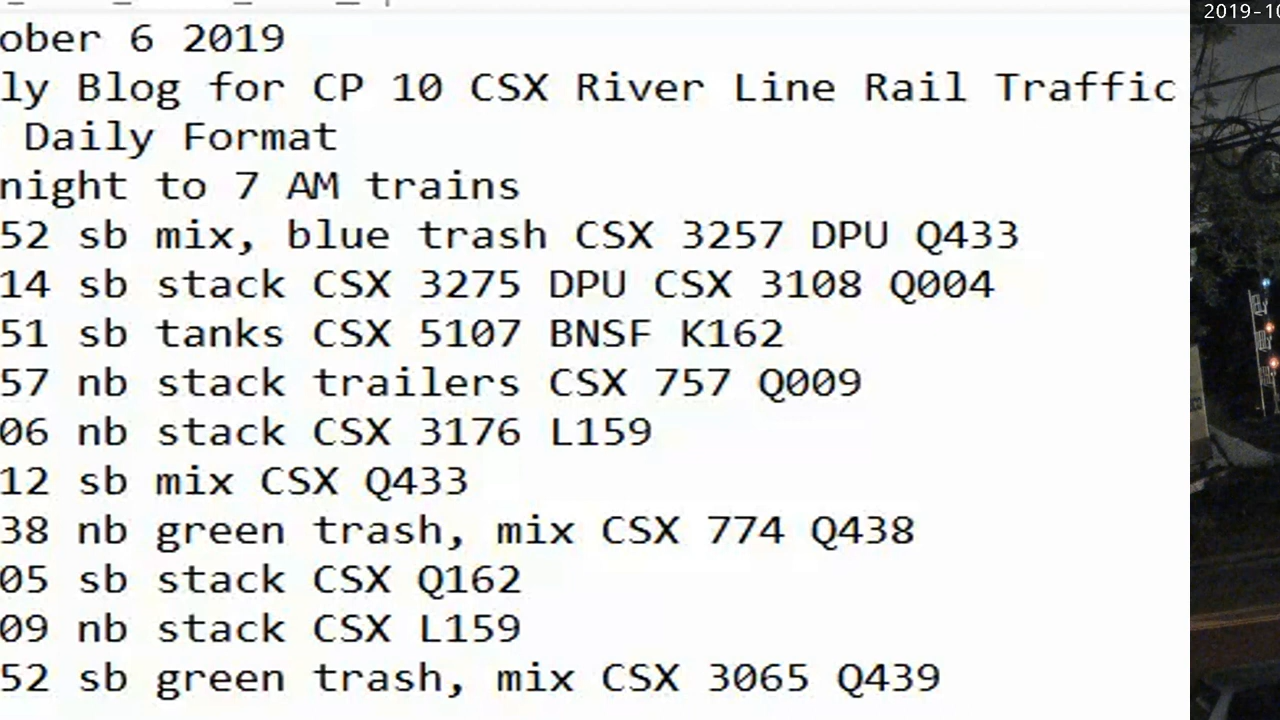 ober 6 2019
ly Blog for CP 10 CSX River Line Rail Traffic
Daily Format
night to 7 AM trains
52 sb mix, blue trash CSX 3257 DPU Q433
14 sb stack CSX 3275 DPU CSX 3108 Q004
51 sb tanks CSX 5107 BNSF K162
57 nb stack trailers CSX 757 Q009
06 nb stack CSX 3176 L159
12 sb mix CSX Q433
38 nb green trash, mix CSX 774 Q438
05 sb stack CSX Q162
09 nb stack CSX L159
52 sb green trash, mix CSX 3065 Q439
2019-10